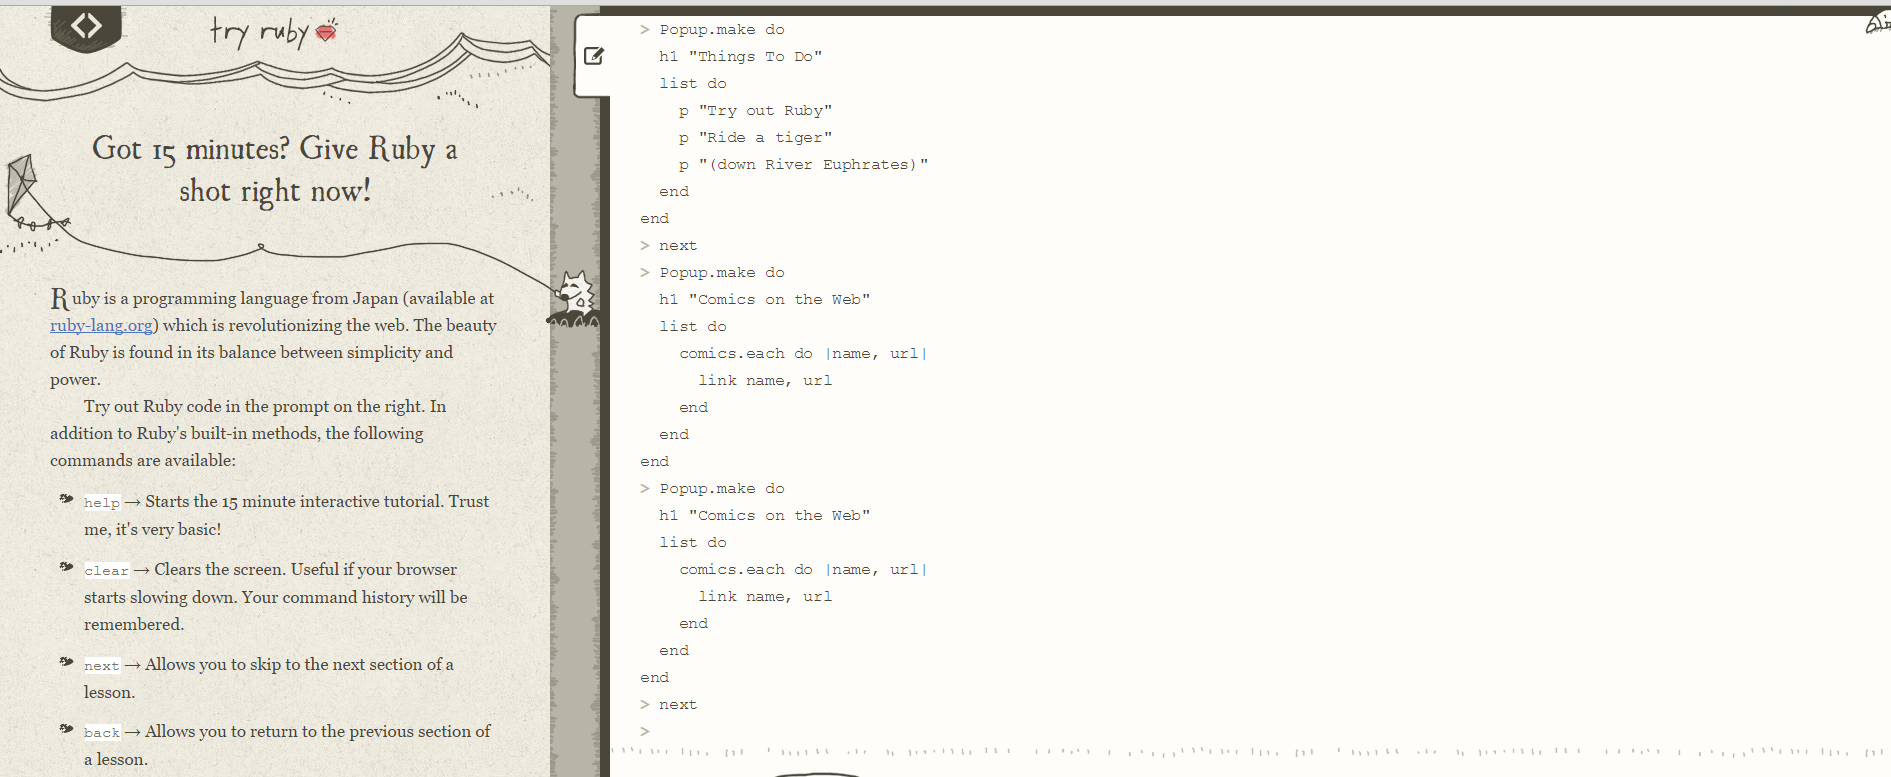 try ruby
Got 15 minutes? Give Ruby a
shot right now!
Ruby is a programming language from Japan (available at
ruby-lang.org) which is revolutionizing the web. The beauty
of Ruby is found in its balance between simplicity and
power.
Try out Ruby code in the prompt on the right. In
addition to Ruby's built-in methods, the following
commands are available:
help → Starts the 15 minute interactive tutorial. Trust
me, it's very basic!
clear → Clears the screen. Useful if your browser
starts slowing down. Your command history will be
remembered.
next → Allows you to skip to the next section of a
lesson.
back → Allows you to return to the previous section of
a lesson.
> Popup.make do
h1 "Things To Do"
list do
p "Try out Ruby"
p "Ride a tiger"
p "(down River Euphrates)"
end
end
> next
> Popup.make do
h1 "Comics on the Web"
list do
comics.each do |name, url|
link name, url
end
end
end
> Popup.make do
h1 "Comics on the Web"
list do
comics.each do |name, url|
link name, url
end
end
end
> next
>